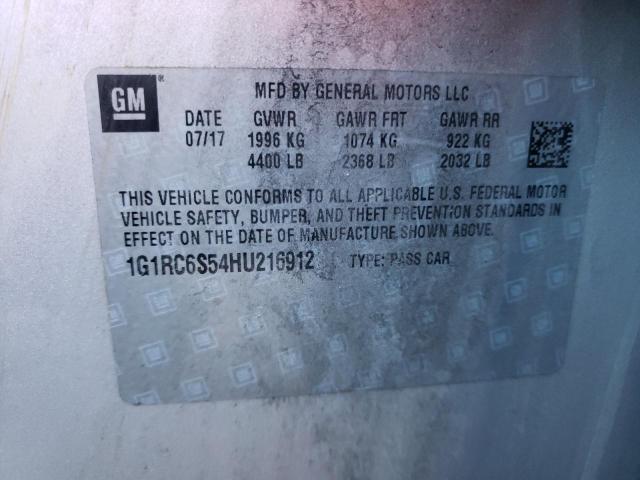 GM ® MFD BY GENERAL MOTORS LLC
DATE GVWR GAWR FRT GAWR RR
07/17 1996 KG 1074 KG 922 KG
4400 LB 2368 LB 2032 LB
THIS VEHICLE CONFORMS TO ALL APPLICABLE U.S. FEDERAL MOTOR
VEHICLE SAFETY, BUMPER, AND THEFT PREVENTION STANDARDS IN
EFFECT ON THE DATE OF MANUFACTURE SHOWN ABOVE.
1G1RC6S54HU216912 TYPE: PASS CAR